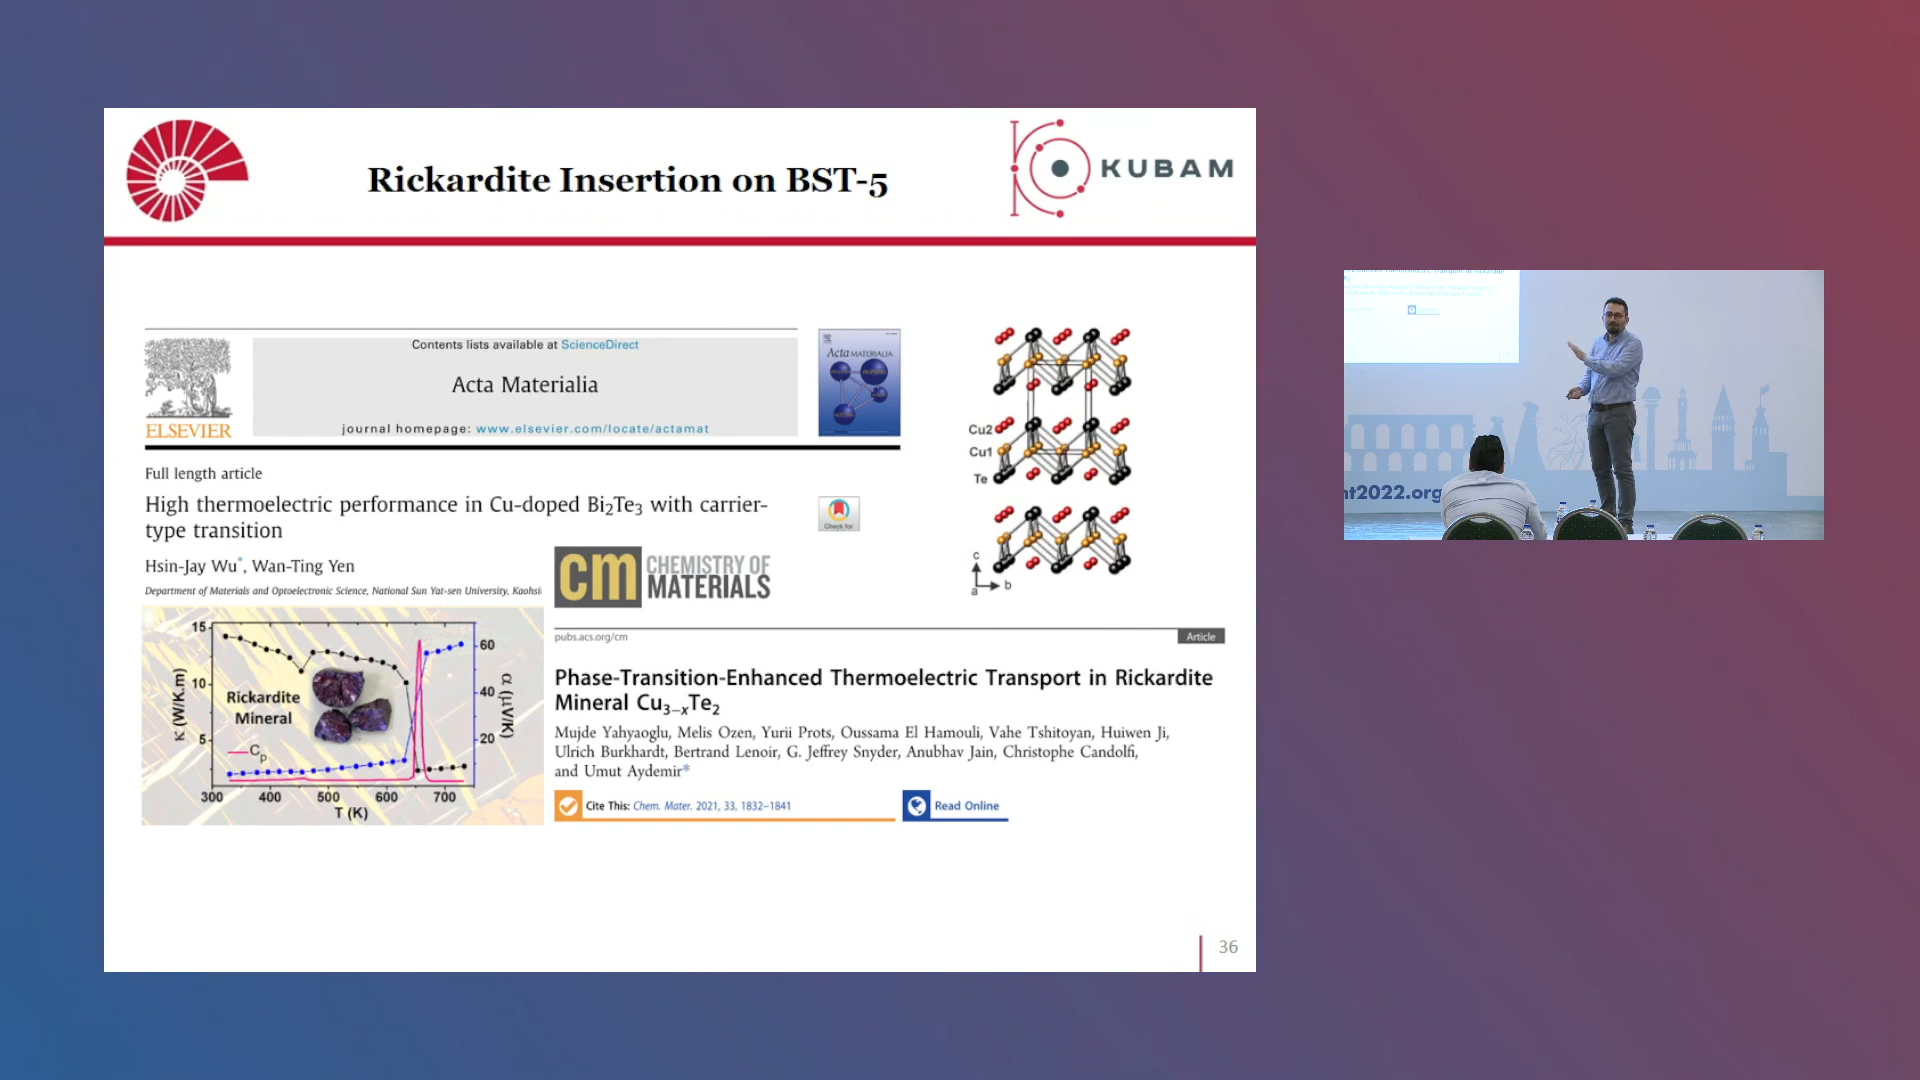 Rickardite Insertion on BST-5
KUBAM
Contents lists available at ScienceDirect
Acta Materialia
journal homepage: www.elsevier.com/locate/actamat
ELSEVIER
Acta MATERIALIA
Full length article
High thermoelectric performance in Cu-doped Bi2Te3 with carrier-
type transition
Check for
Hsin-Jay Wu*, Wan-Ting Yen
Department of Materials and Optoelectronic Science, National Sun Yat-sen University, Kaohsi
15
10
5
κ (W/K.m)
Rickardite
Mineral
Cp
60
40
20
α (μV/K)
300 400 500 600 700
T (K)
Cu2
Cu1
Te
c
b
a
cm CHEMISTRY OF
MATERIALS
pubs.acs.org/cm
Article
Phase-Transition-Enhanced Thermoelectric Transport in Rickardite
Mineral Cu3−xTe2
Mujde Yahyaoglu, Melis Ozen, Yurii Prots, Oussama El Hamouli, Vahe Tshitoyan, Huiwen Ji,
Ulrich Burkhardt, Bertrand Lenoir, G. Jeffrey Snyder, Anubhav Jain, Christophe Candolfi,
and Umut Aydemir*
Cite This: Chem. Mater. 2021, 33, 1832−1841
Read Online
36
nt2022.org